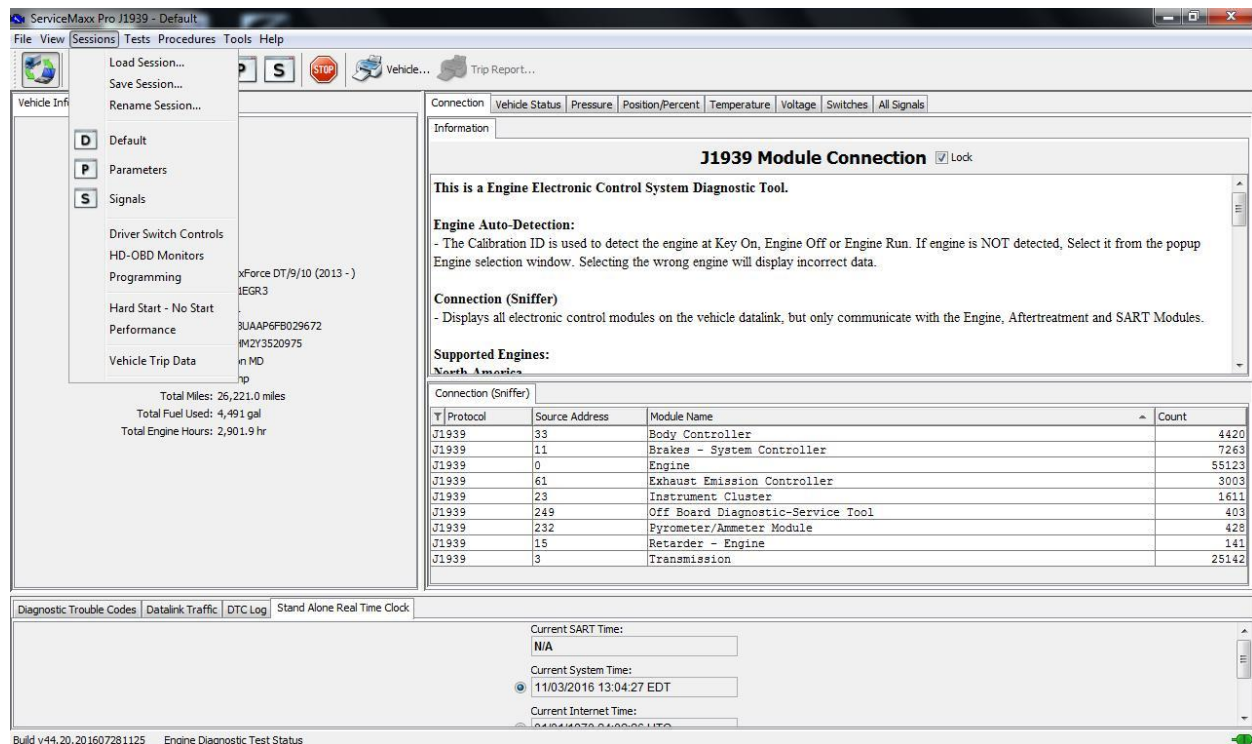 ServiceMaxx Pro J1939 - Default
File View Sessions Tests Procedures Tools Help
Load Session...
Save Session...
Rename Session...
D Default
P Parameters
S Signals
Driver Switch Controls
HD-OBD Monitors
Programming
Hard Start - No Start
Performance
Vehicle Trip Data
P S STOP Vehicle... Trip Report...
Vehicle Inf
xForce DT/9/10 (2013 - )
1EGR3
3UAAP6FB029672
HM2Y3520975
n MD
hp
Total Miles: 26,221.0 miles
Total Fuel Used: 4,491 gal
Total Engine Hours: 2,901.9 hr
Connection Vehicle Status Pressure Position/Percent Temperature Voltage Switches All Signals
Information
J1939 Module Connection Lock
This is a Engine Electronic Control System Diagnostic Tool.
Engine Auto-Detection:
- The Calibration ID is used to detect the engine at Key On, Engine Off or Engine Run. If engine is NOT detected, Select it from the popup
Engine selection window. Selecting the wrong engine will display incorrect data.
Connection (Sniffer)
- Displays all electronic control modules on the vehicle datalink, but only communicate with the Engine, Aftertreatment and SART Modules.
Supported Engines:
North America
Connection (Sniffer)
Protocol Source Address Module Name Count
J1939 33 Body Controller 4420
J1939 11 Brakes - System Controller 7263
J1939 0 Engine 55123
J1939 61 Exhaust Emission Controller 3003
J1939 23 Instrument Cluster 1611
J1939 249 Off Board Diagnostic-Service Tool 403
J1939 232 Pyrometer/Ammeter Module 428
J1939 15 Retarder - Engine 141
J1939 3 Transmission 25142
Diagnostic Trouble Codes Datalink Traffic DTC Log Stand Alone Real Time Clock
Current SART Time:
N/A
Current System Time:
11/03/2016 13:04:27 EDT
Current Internet Time:
Build v44.20.201607281125 Engine Diagnostic Test Status